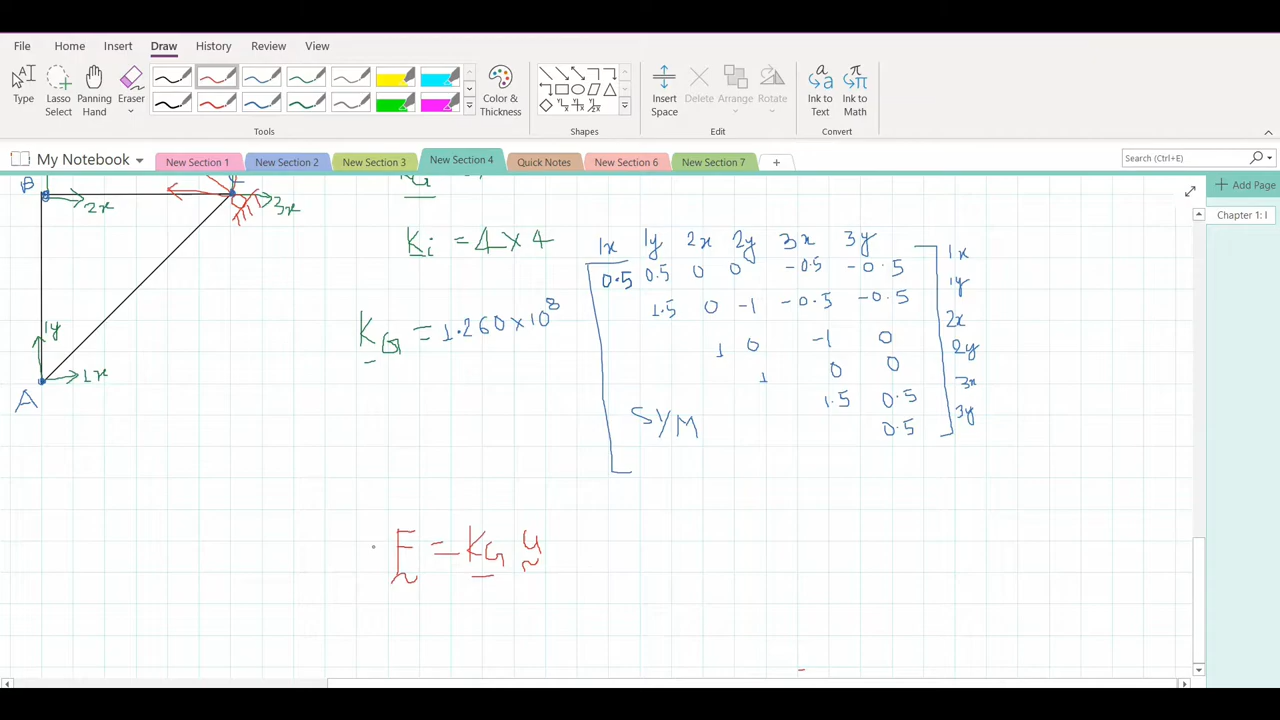 File Home Insert Draw History Review View
Type Lasso Select Panning Hand Eraser Color & Thickness Insert Space Delete Arrange Rotate Ink to Text Ink to Math
Tools Shapes Edit Convert
My Notebook New Section 1 New Section 2 New Section 3 New Section 4 Quick Notes New Section 6 New Section 7 + Search (Ctrl+E)
Add Page
Chapter 1: I
B 2x 3x
Ki = 4 x 4
1x 1y 2x 2y 3x 3y
0.5 0.5 0 0 -0.5 -0.5 1x
1.5 0 -1 -0.5 -0.5 1y
KG = 1.260 x 10^8
1 0 -1 0 2x
1 0 0 2y
1.5 0.5 3x
0.5 3y
SYM
1y
1x
A
F = KG u